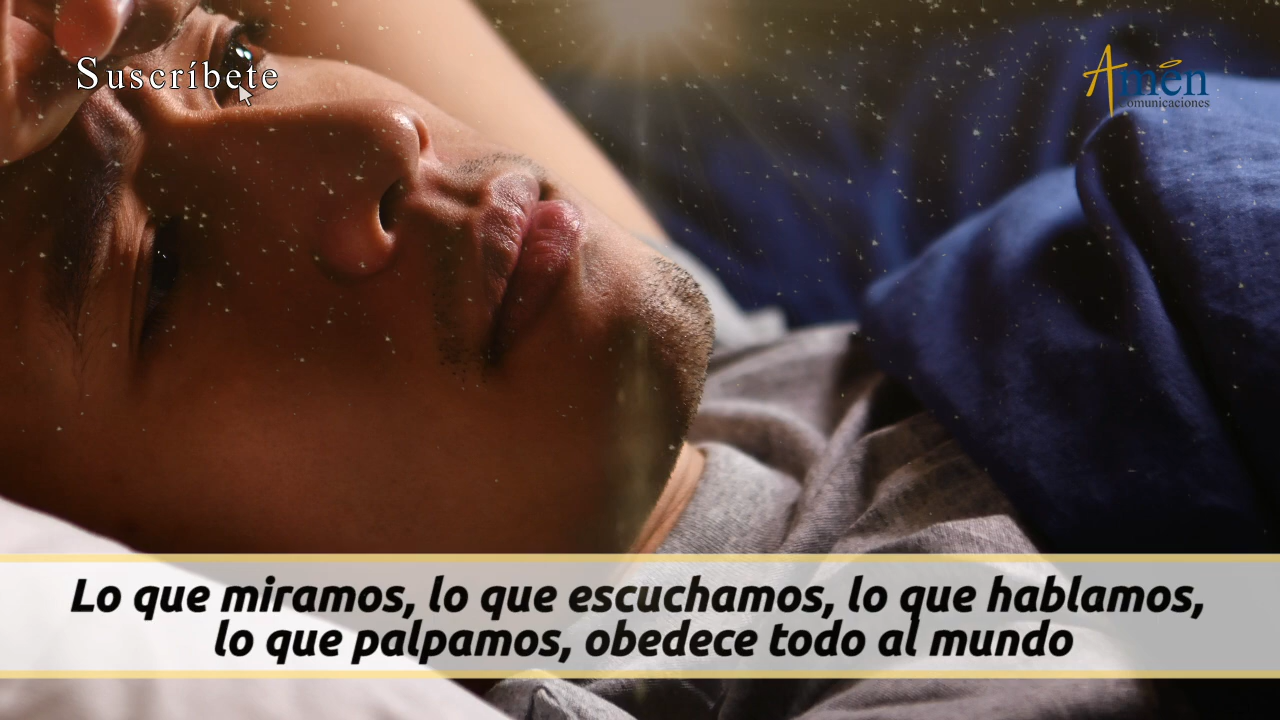 Suscríbete
Amén
Comunicaciones
Lo que miramos, lo que escuchamos, lo que hablamos,
lo que palpamos, obedece todo al mundo